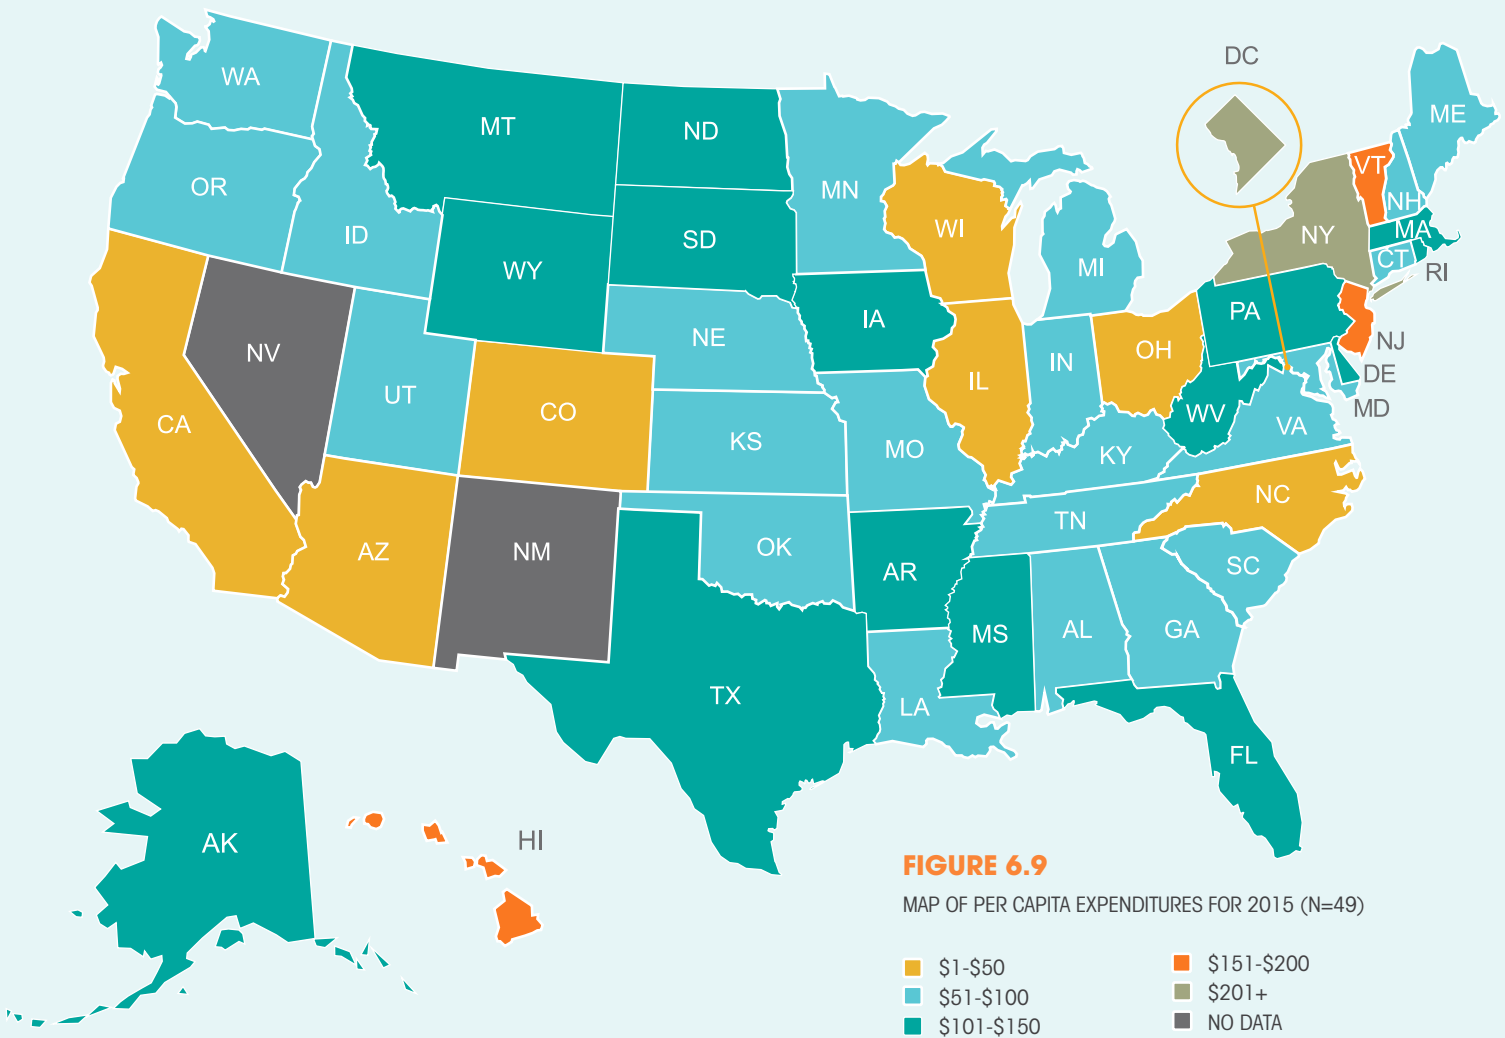 DC
WA
MT
ND
ME
OR
MN
VT
NH
ID
SD
WI
NY
MA
WY
MI
CT
RI
IA
PA
NV
NE
OH
NJ
UT
IN
DE
CO
IL
MD
CA
KS
WV
VA
MO
KY
NC
AZ
NM
TN
OK
SC
AR
MS
AL
GA
TX
LA
FL
AK
HI
FIGURE 6.9
MAP OF PER CAPITA EXPENDITURES FOR 2015 (N=49)
$1-$50
$51-$100
$101-$150
$151-$200
$201+
NO DATA